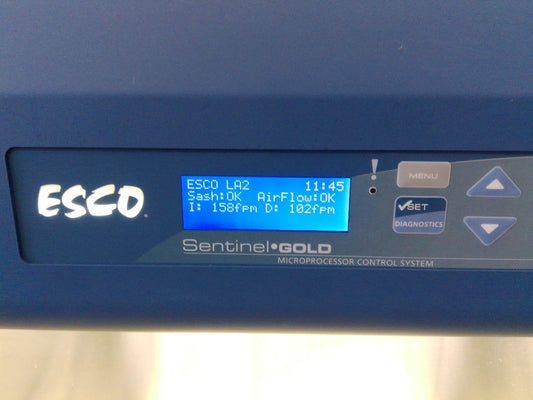 ESCO
ESCO LA2 11:45
Sash:OK AirFlow:OK
I: 158fpm D: 102fpm
Sentinel•GOLD
MICROPROCESSOR CONTROL SYSTEM
!
MENU
✓SET
DIAGNOSTICS